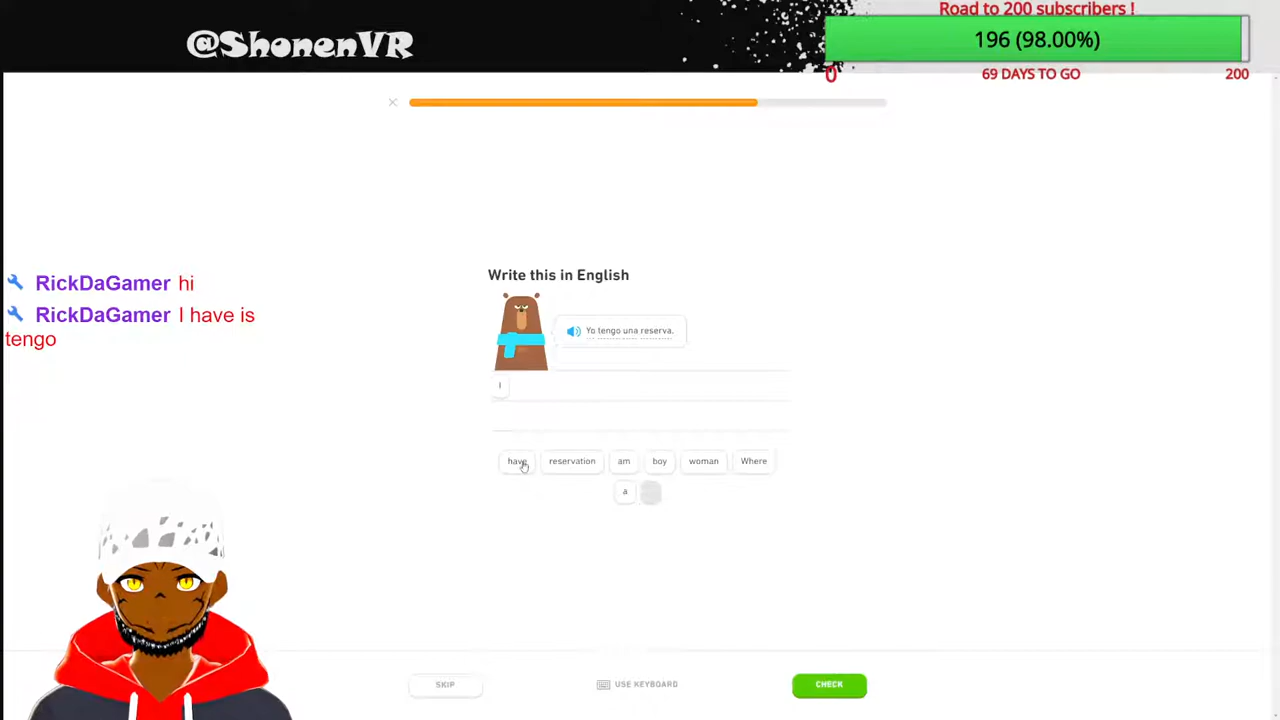 @ShonenVR
Road to 200 subscribers !
196 (98.00%)
0
69 DAYS TO GO
200
RickDaGamer hi
RickDaGamer I have is
tengo
Write this in English
Yo tengo una reserva.
I
have reservation am boy woman Where
a
SKIP
USE KEYBOARD
CHECK